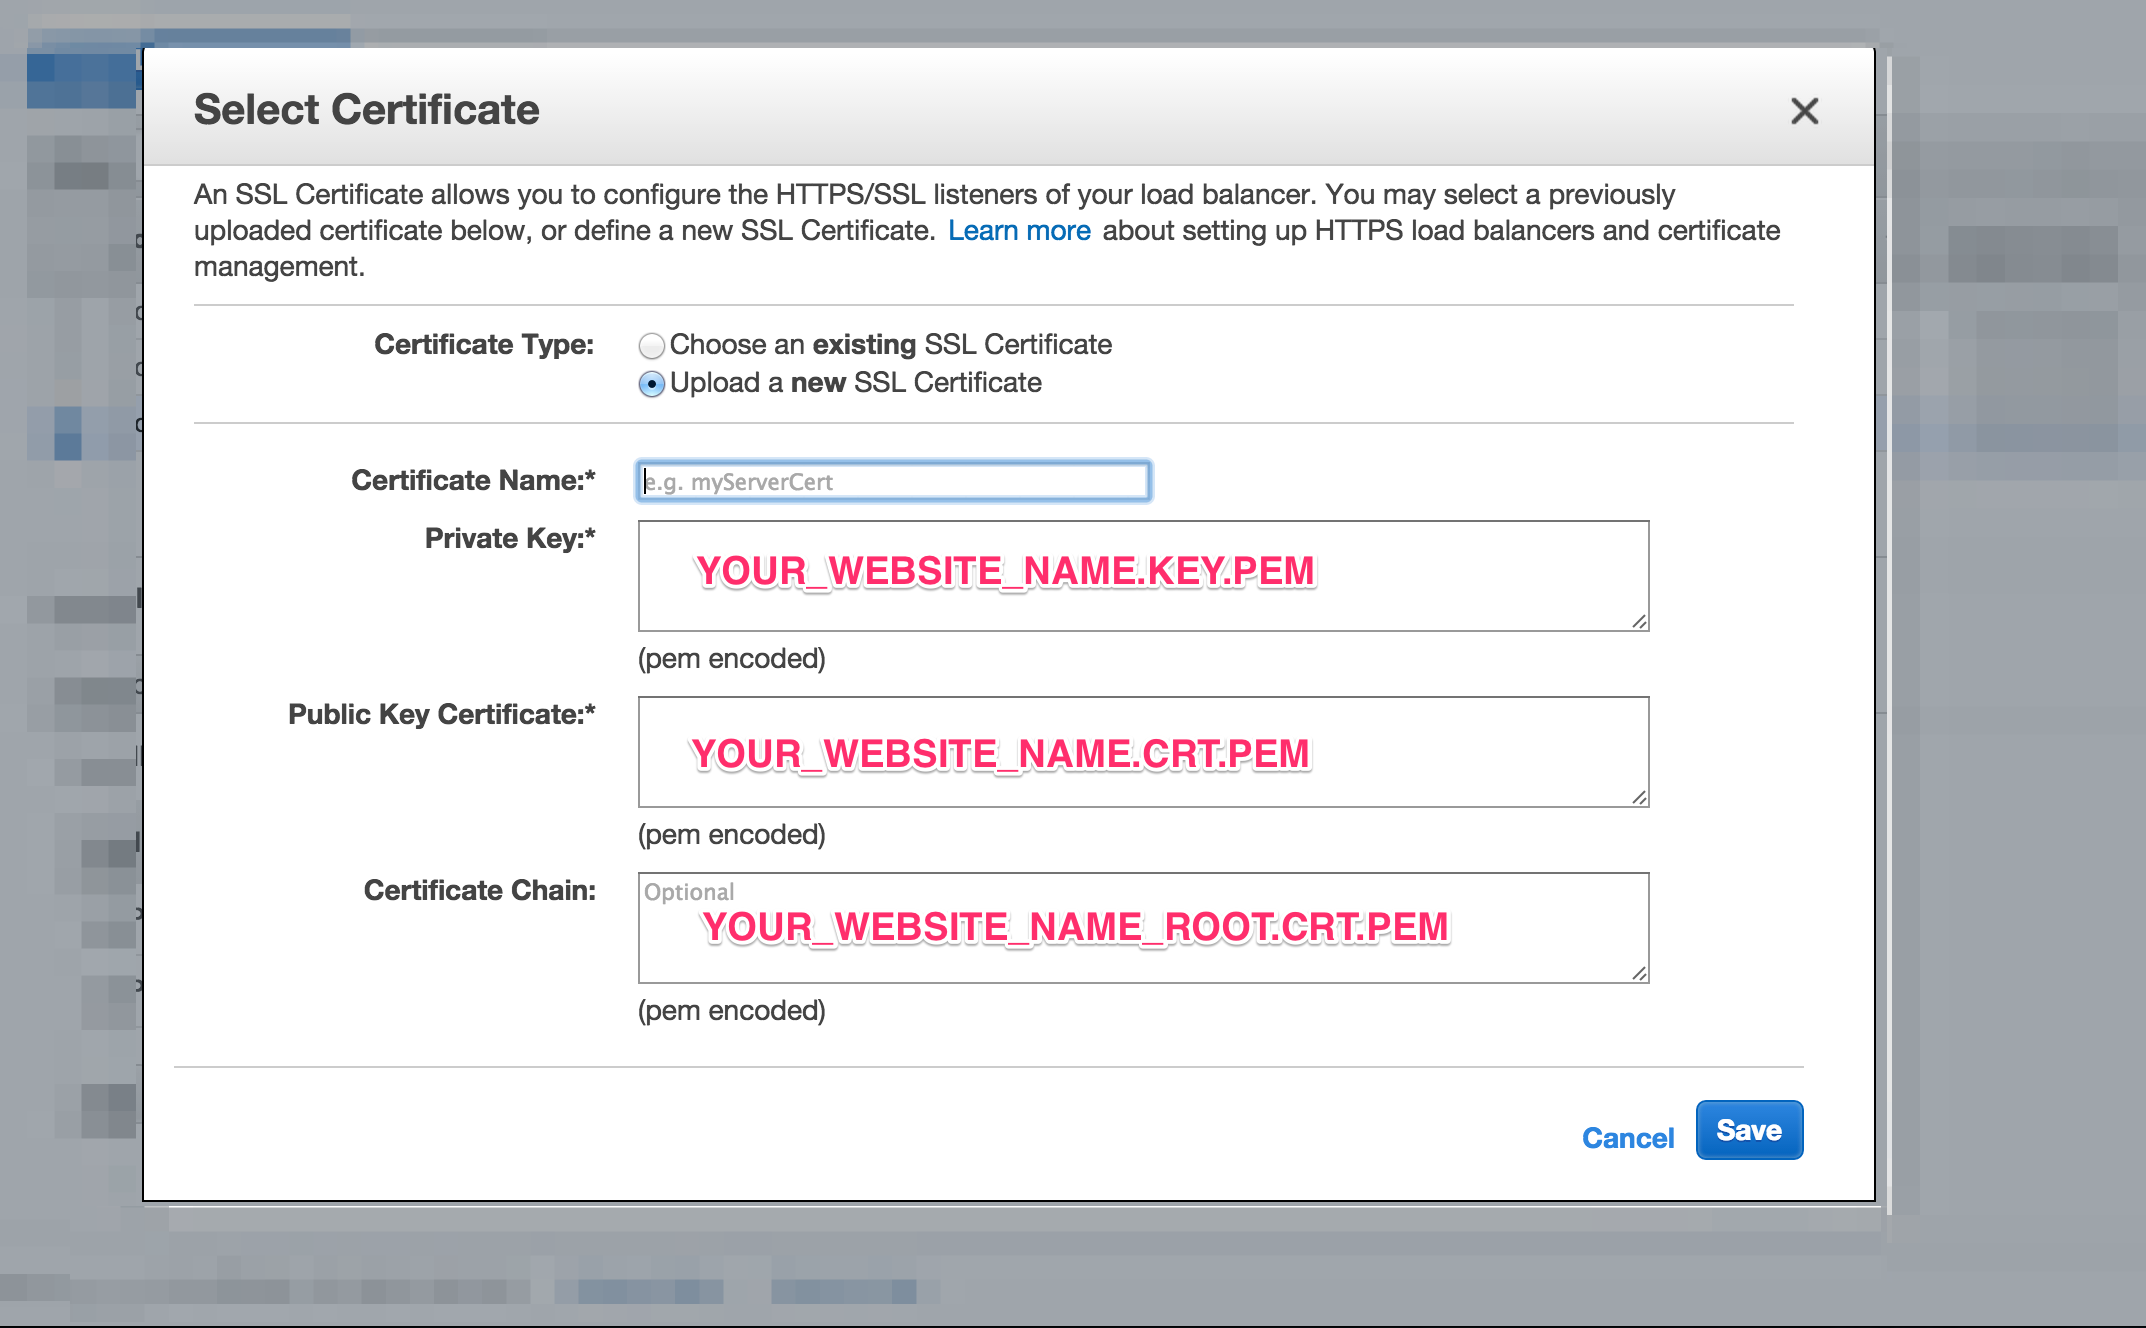 Select Certificate
An SSL Certificate allows you to configure the HTTPS/SSL listeners of your load balancer. You may select a previously
uploaded certificate below, or define a new SSL Certificate. Learn more about setting up HTTPS load balancers and certificate
management.
Certificate Type:
Choose an existing SSL Certificate
Upload a new SSL Certificate
Certificate Name:*
e.g. myServerCert
Private Key:*
YOUR_WEBSITE_NAME.KEY.PEM
(pem encoded)
Public Key Certificate:*
YOUR_WEBSITE_NAME.CRT.PEM
(pem encoded)
Certificate Chain:
Optional
YOUR_WEBSITE_NAME_ROOT.CRT.PEM
(pem encoded)
Cancel
Save